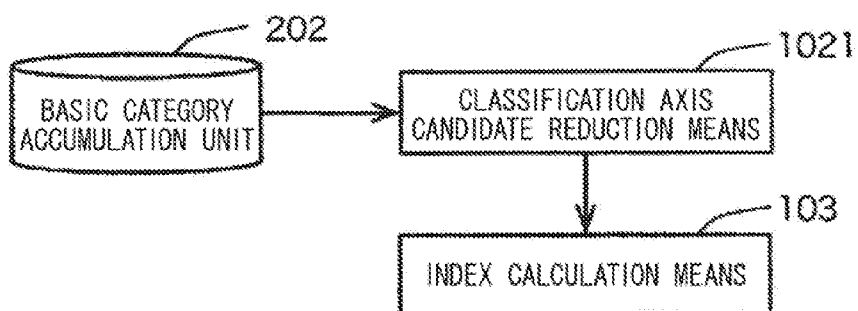 202
1021
BASIC CATEGORY
ACCUMULATION UNIT
CLASSIFICATION AXIS
CANDIDATE REDUCTION MEANS
103
INDEX CALCULATION MEANS